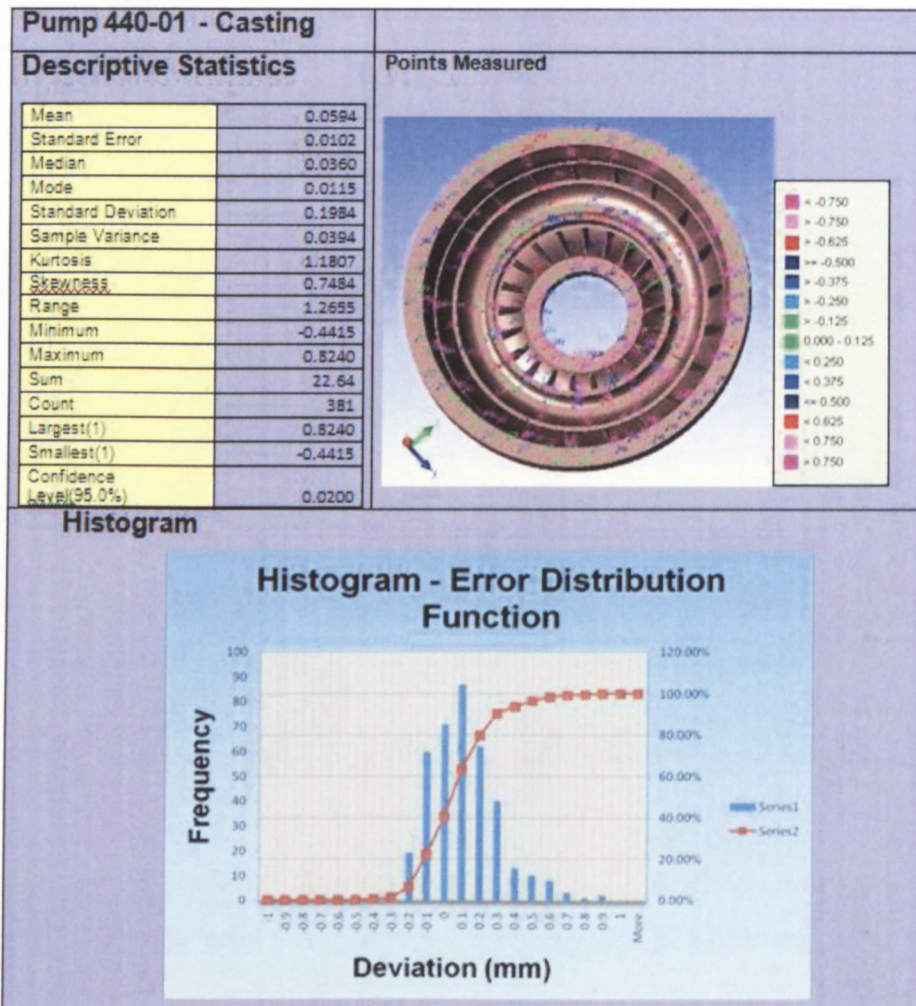 Pump 440-01 - Casting
Descriptive Statistics
Points Measured
Mean 0.0594
Standard Error 0.0102
Median 0.0360
Mode 0.0115
Standard Deviation 0.1984
Sample Variance 0.0394
Kurtosis 1.1807
Skewness 0.7484
Range 1.2655
Minimum -0.4415
Maximum 0.8240
Sum 22.64
Count 381
Largest(1) 0.8240
Smallest(1) -0.4415
Confidence
Level(95.0%) 0.0200
< -0.750
> -0.750
> -0.625
>= -0.500
> -0.375
> -0.250
> -0.125
0.000 - 0.125
< 0.250
< 0.375
<= 0.500
< 0.625
< 0.750
> 0.750
Histogram
Histogram - Error Distribution
Function
Frequency
100
90
80
70
60
50
40
30
20
10
0
120.00%
100.00%
80.00%
60.00%
40.00%
20.00%
0.00%
Series1
Series2
-1 -0.9 -0.8 -0.7 -0.6 -0.5 -0.4 -0.3 -0.2 -0.1 0 0.1 0.2 0.3 0.4 0.5 0.6 0.7 0.8 0.9 1 More
Deviation (mm)